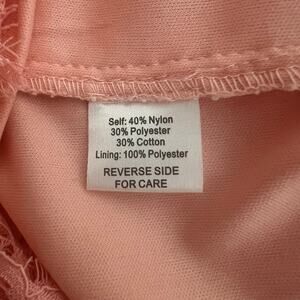 Self: 40% Nylon
30% Polyester
30% Cotton
Lining: 100% Polyester
REVERSE SIDE
FOR CARE